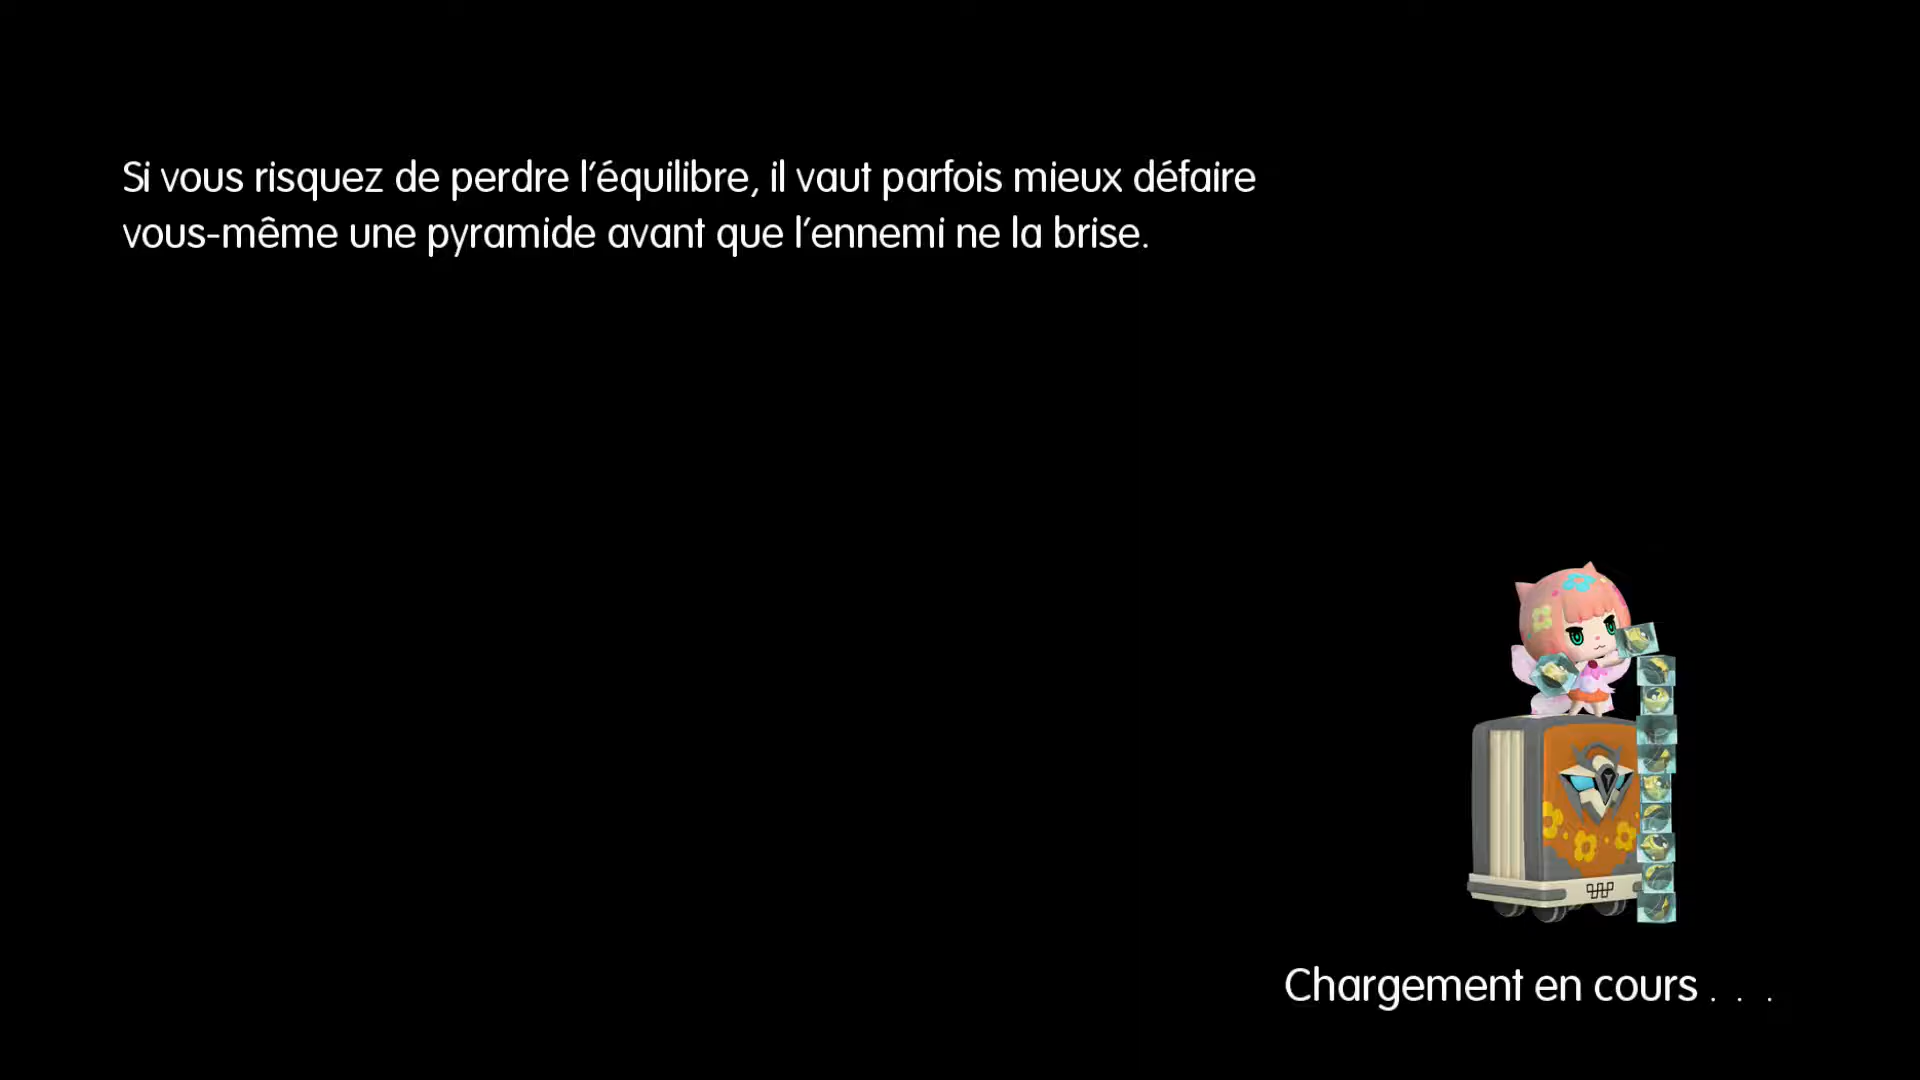 Si vous risquez de perdre l'équilibre, il vaut parfois mieux défaire
vous-même une pyramide avant que l'ennemi ne la brise.
Chargement en cours . . .